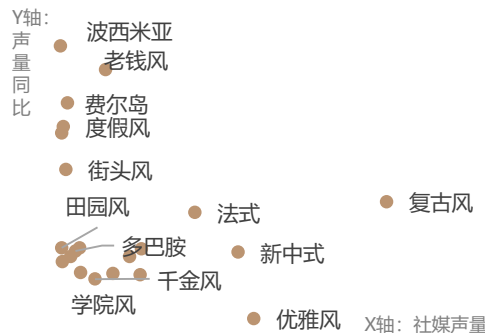 Y轴:
声量同比
波西米亚
老钱风
费尔岛
度假风
街头风
田园风
法式
复古风
多巴胺
新中式
千金风
学院风
优雅风
X轴: 社媒声量